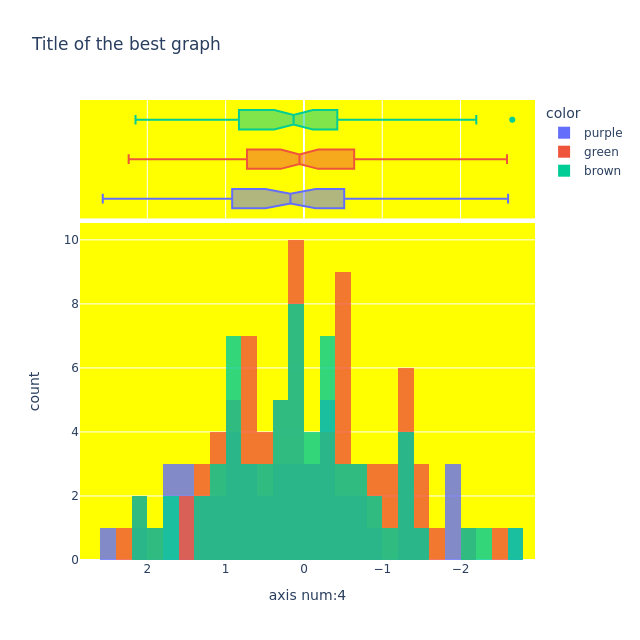 Title of the best graph
color
purple
green
brown
10
8
6
4
2
0
count
2
1
0
−1
−2
axis num:4